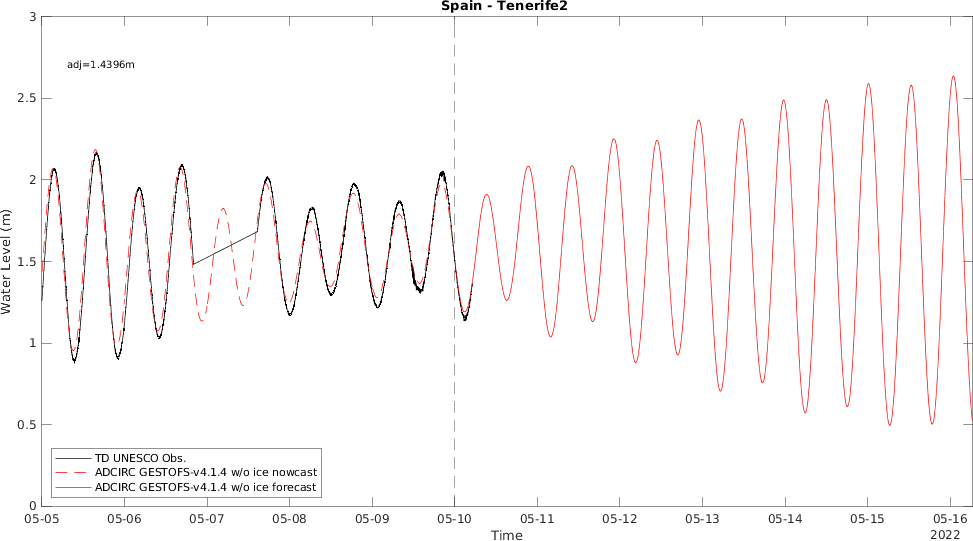 Spain - Tenerife2
adj=1.4396m
Water Level (m)
3
2.5
2
1.5
1
0.5
0
TD UNESCO Obs.
ADCIRC GESTOFS-v4.1.4 w/o ice nowcast
ADCIRC GESTOFS-v4.1.4 w/o ice forecast
05-05 05-06 05-07 05-08 05-09 05-10 05-11 05-12 05-13 05-14 05-15 05-16
Time
2022